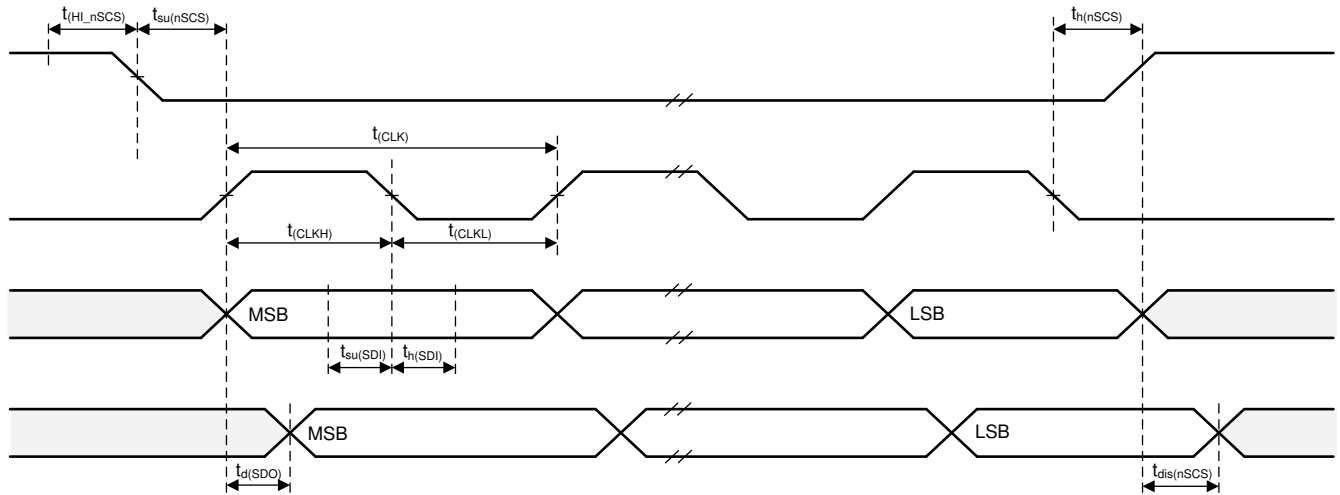 t(HI_nSCS)
tsu(nSCS)
th(nSCS)
t(CLK)
t(CLKH)
t(CLKL)
MSB
LSB
tsu(SDI)
th(SDI)
MSB
LSB
td(SDO)
tdis(nSCS)